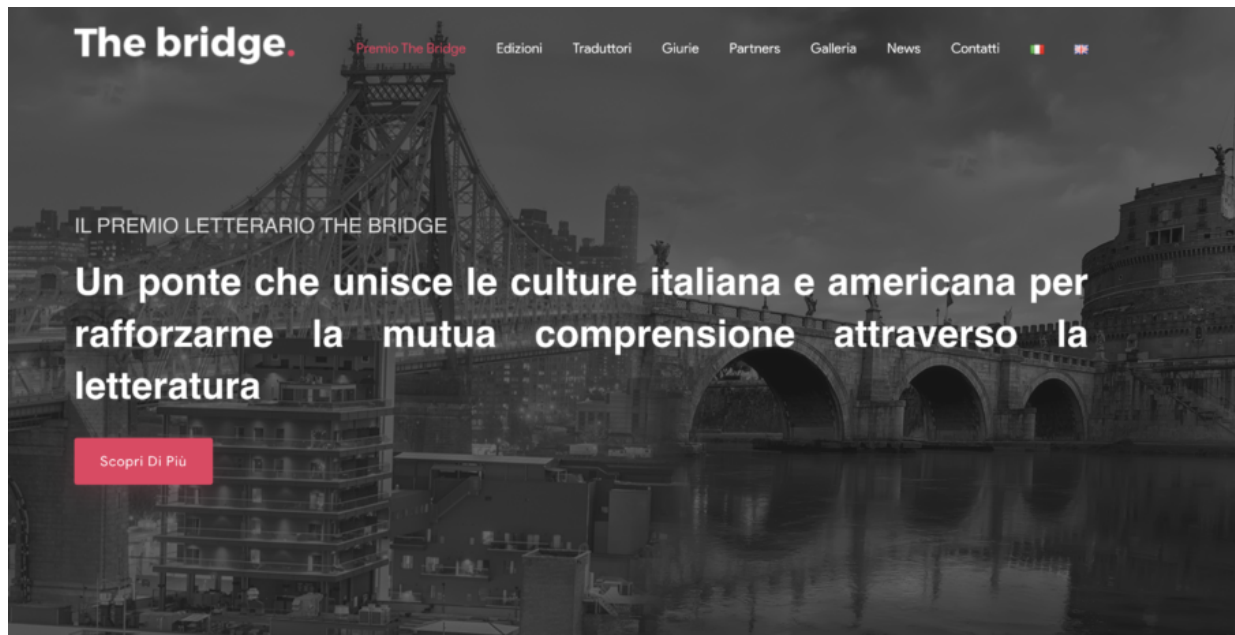 The bridge.
Premio The Bridge Edizioni Traduttori Giurie Partners Galleria News Contatti
IL PREMIO LETTERARIO THE BRIDGE
Un ponte che unisce le culture italiana e americana per
rafforzarne la mutua comprensione attraverso la
letteratura
Scopri Di Più